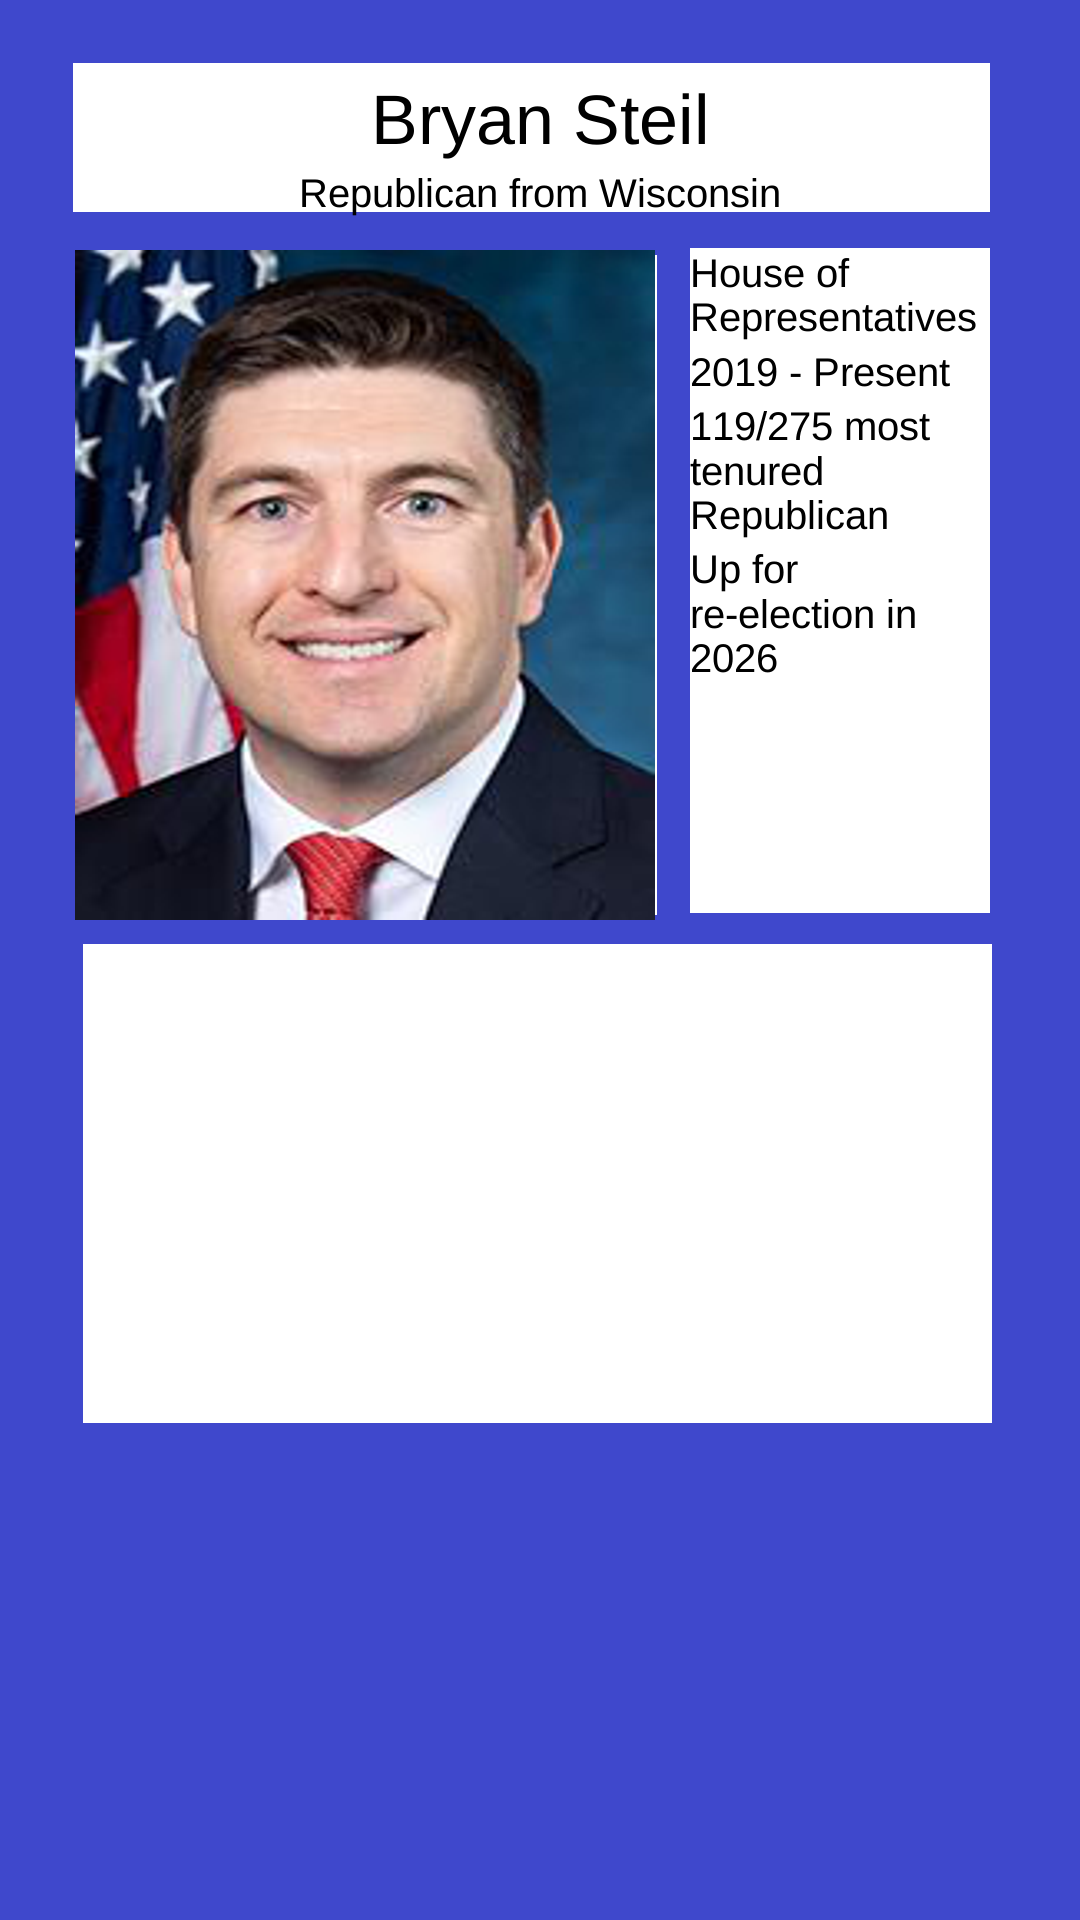 Bryan Steil
Republican from Wisconsin
House of
Representatives
2019 - Present
119/275 most
tenured
Republican
Up for
re-election in
2026